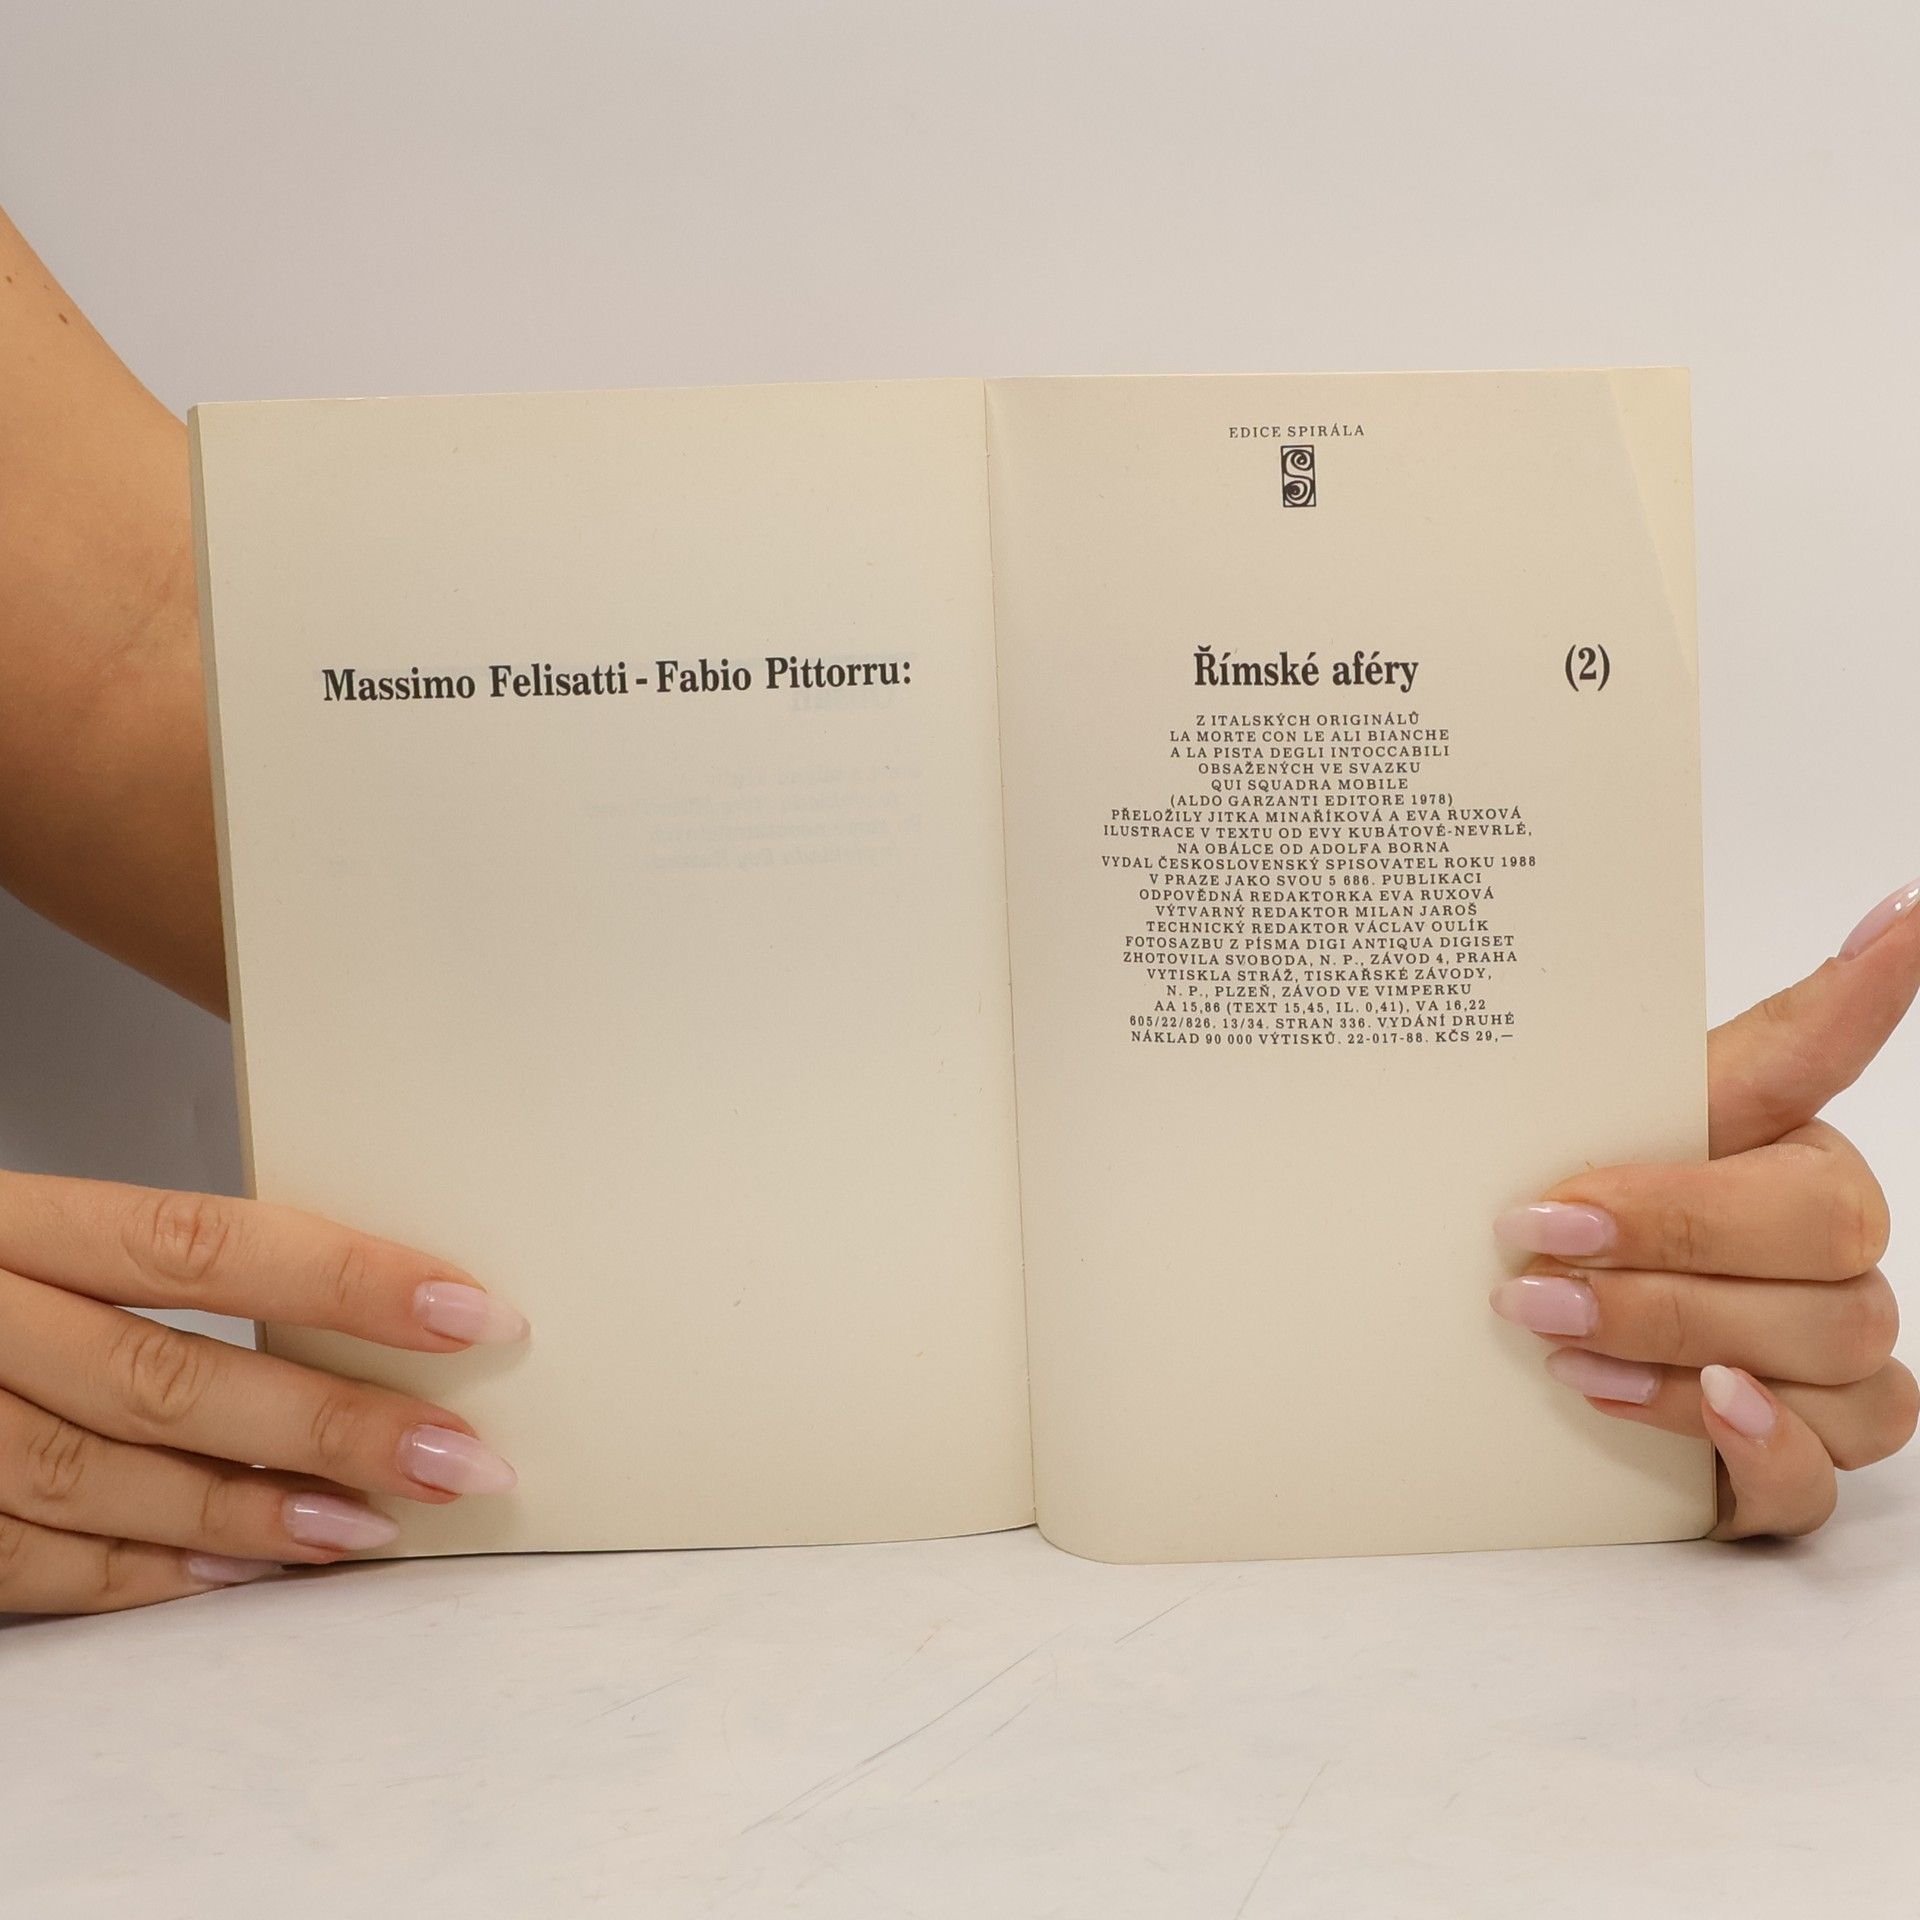 Massimo Felisatti - Fabio Pittorru:
EDICE SPIRÁLA
Římské aféry (2)
Z ITALSKÝCH ORIGINÁLŮ
LA MORTE CON LE ALI BIANCHE
A LA PISTA DEGLI INTOCCABILI
OBSAŽENÝCH VE SVAZKU
QUI SQUADRA MOBILE
(ALDO GARZANTI EDITORE 1978)
PŘELOŽILY JITKA MINAŘÍKOVÁ A EVA RUXOVÁ
ILUSTRACE V TEXTU OD EVY KUBÁTOVÉ-NEVRLÉ,
NA OBÁLCE OD ADOLFA BORNA
VYDAL ČESKOSLOVENSKÝ SPISOVATEL ROKU 1988
V PRAZE JAKO SVOU 5 686. PUBLIKACI
ODPOVĚDNÁ REDAKTORKA EVA RUXOVÁ
VÝTVARNÝ REDAKTOR MILAN JAROŠ
TECHNICKÝ REDAKTOR VÁCLAV OULÍK
FOTOSAZBU Z PÍSMA DIGI ANTIQUA DIGISET
ZHOTOVILA SVOBODA, N. P., ZÁVOD 4, PRAHA
VYTISKLA STRÁŽ, TISKAŘSKÉ ZÁVODY,
N. P., PLZEŇ, ZÁVOD VE VIMPERKU
AA 15,86 (TEXT 15,45, IL. 0,41), VA 16,22
605/22/826. 13/34. STRAN 336. VYDÁNÍ DRUHÉ
NÁKLAD 90 000 VÝTISKŮ. 22-017-88. KČS 29,—